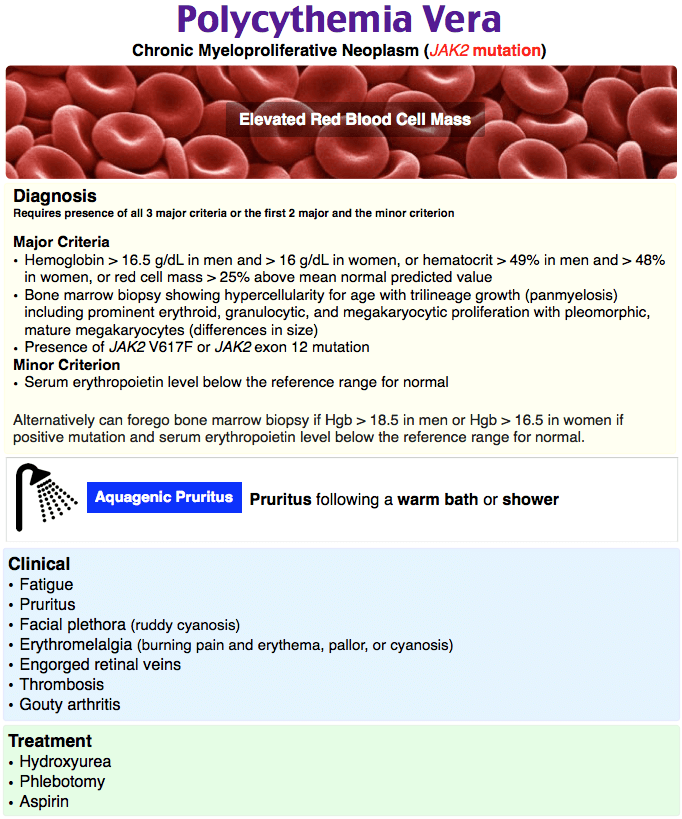 Polycythemia Vera
Chronic Myeloproliferative Neoplasm (JAK2 mutation)
Elevated Red Blood Cell Mass
Diagnosis
Requires presence of all 3 major criteria or the first 2 major and the minor criterion
Major Criteria
• Hemoglobin > 16.5 g/dL in men and > 16 g/dL in women, or hematocrit > 49% in men and > 48%
in women, or red cell mass > 25% above mean normal predicted value
• Bone marrow biopsy showing hypercellularity for age with trilineage growth (panmyelosis)
including prominent erythroid, granulocytic, and megakaryocytic proliferation with pleomorphic,
mature megakaryocytes (differences in size)
• Presence of JAK2 V617F or JAK2 exon 12 mutation
Minor Criterion
• Serum erythropoietin level below the reference range for normal
Alternatively can forego bone marrow biopsy if Hgb > 18.5 in men or Hgb > 16.5 in women if
positive mutation and serum erythropoietin level below the reference range for normal.
Aquagenic Pruritus
Pruritus following a warm bath or shower
Clinical
• Fatigue
• Pruritus
• Facial plethora (ruddy cyanosis)
• Erythromelalgia (burning pain and erythema, pallor, or cyanosis)
• Engorged retinal veins
• Thrombosis
• Gouty arthritis
Treatment
• Hydroxyurea
• Phlebotomy
• Aspirin